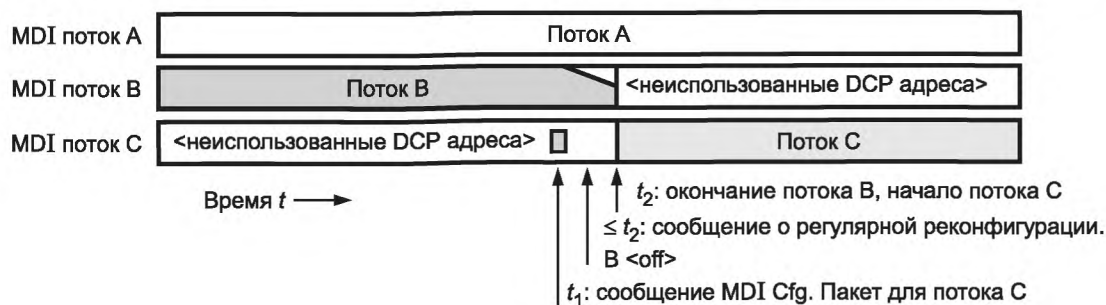 MDI поток A
Поток A
MDI поток B
Поток B
<неиспользованные DCP адреса>
MDI поток C
<неиспользованные DCP адреса>
Поток C
Время t
t2: окончание потока B, начало потока C
≤ t2: сообщение о регулярной реконфигурации.
B <off>
t1: сообщение MDI Cfg. Пакет для потока C